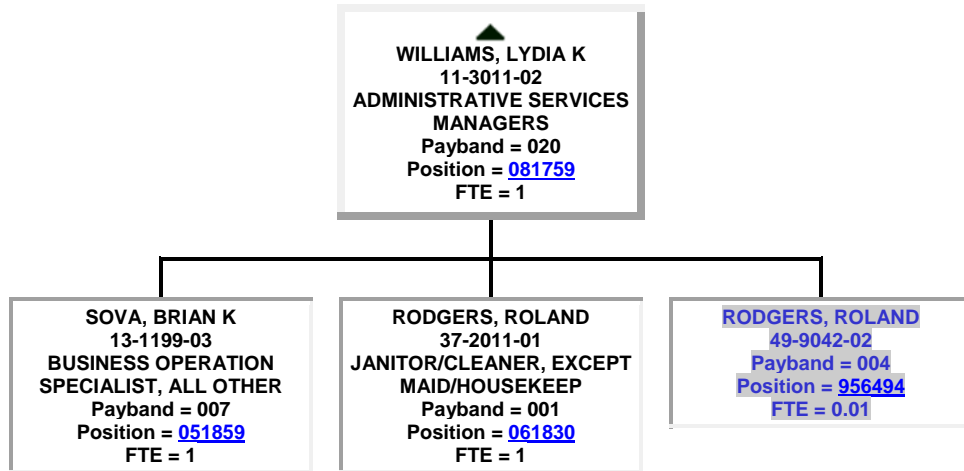 WILLIAMS, LYDIA K
11-3011-02
ADMINISTRATIVE SERVICES
MANAGERS
Payband = 020
Position = 081759
FTE = 1
SOVA, BRIAN K
13-1199-03
BUSINESS OPERATION
SPECIALIST, ALL OTHER
Payband = 007
Position = 051859
FTE = 1
RODGERS, ROLAND
37-2011-01
JANITOR/CLEANER, EXCEPT
MAID/HOUSEKEEP
Payband = 001
Position = 061830
FTE = 1
RODGERS, ROLAND
49-9042-02
Payband = 004
Position = 956494
FTE = 0.01